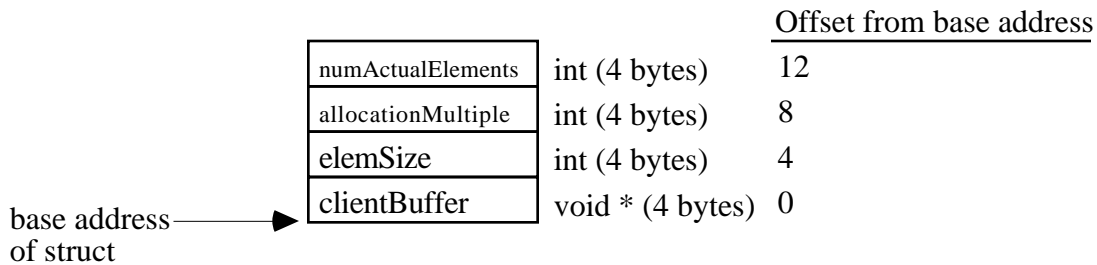 Offset from base address
numActualElements int (4 bytes) 12
allocationMultiple int (4 bytes) 8
elemSize int (4 bytes) 4
clientBuffer void * (4 bytes) 0
base address
of struct